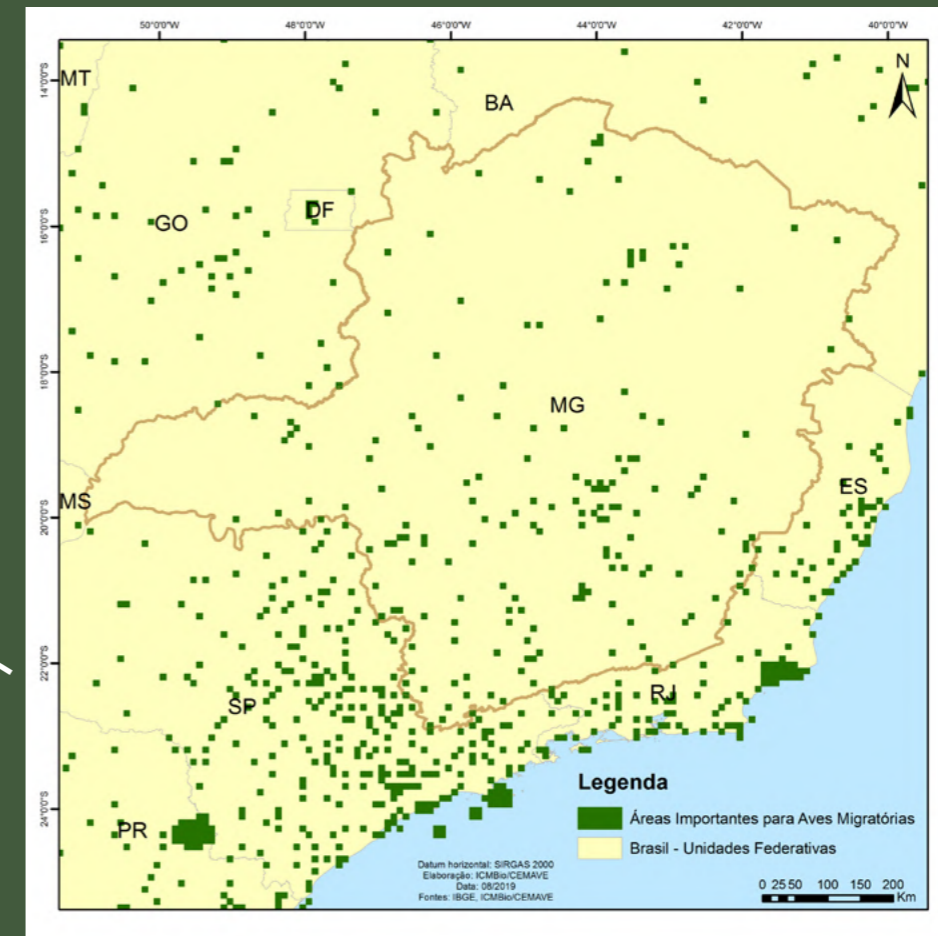 50°0'0"W 48°0'0"W 46°0'0"W 44°0'0"W 42°0'0"W 40°0'0"W
N
14°0'0"S
MT
BA
DF
GO
16°0'0"S
18°0'0"S
MG
ES
MS
20°0'0"S
22°0'0"S
RJ
SP
Legenda
24°0'0"S
PR
Áreas Importantes para Aves Migratórias
Brasil - Unidades Federativas
Datum horizontal: SIRGAS 2000
Elaboração: ICMBio/CEMAVE
Data: 08/2019
Fontes: IBGE, ICMBio/CEMAVE
0 25 50 100 150 200
Km